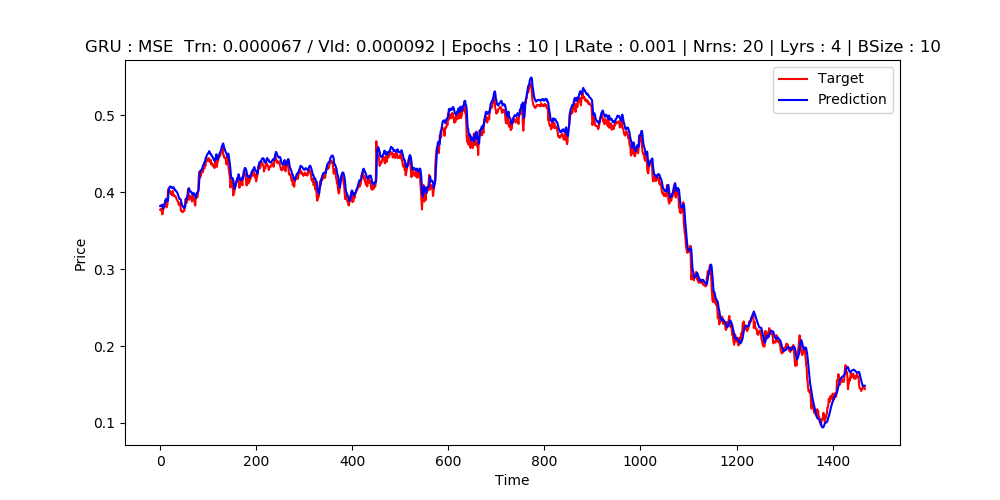 GRU : MSE  Trn: 0.000067 / Vld: 0.000092 | Epochs : 10 | LRate : 0.001 | Nrns: 20 | Lyrs : 4 | BSize : 10
Target
Prediction
0.5
0.4
0.3
0.2
0.1
Price
0 200 400 600 800 1000 1200 1400
Time